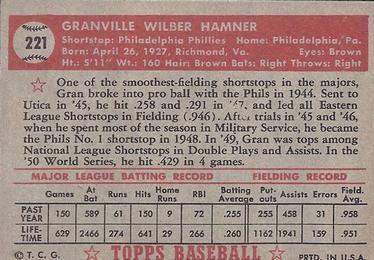 221
GRANVILLE WILBER HAMNER
Shortstop: Philadelphia Phillies Home: Philadelphia, Pa.
Born: April 26, 1927, Richmond, Va. Eyes: Brown
Ht: 5'11" Wt: 160 Hair: Brown Bats: Right Throws: Right
One of the smoothest-fielding shortstops in the majors,
Gran broke into pro ball with the Phils in 1944. Sent
to Utica in '45, he hit .258 and .291 in '47, and led all Eastern
League Shortstops in Fielding (.946). After trials in '45 & '46,
when he spent most of the season in Military Service, he became
the Phils No. 1 shortstop in 1948. In '49, Gran was tops among
National League Shortstops in Double Plays and Assists. In the
'50 World Series, he hit .429 in 4 games.
MAJOR LEAGUE BATTING RECORD FIELDING RECORD
Games At Bat Runs Hits Home Runs RBI Batting Average Put-outs Assists Errors Field. Avg.
PAST YEAR 150 589 61 150 9 72 .255 255 458 31 .958
LIFE-TIME 629 2466 274 641 29 266 .260 1162 1941 59 .953
© T. C. G. TOPPS BASEBALL PRTD. IN U.S.A.